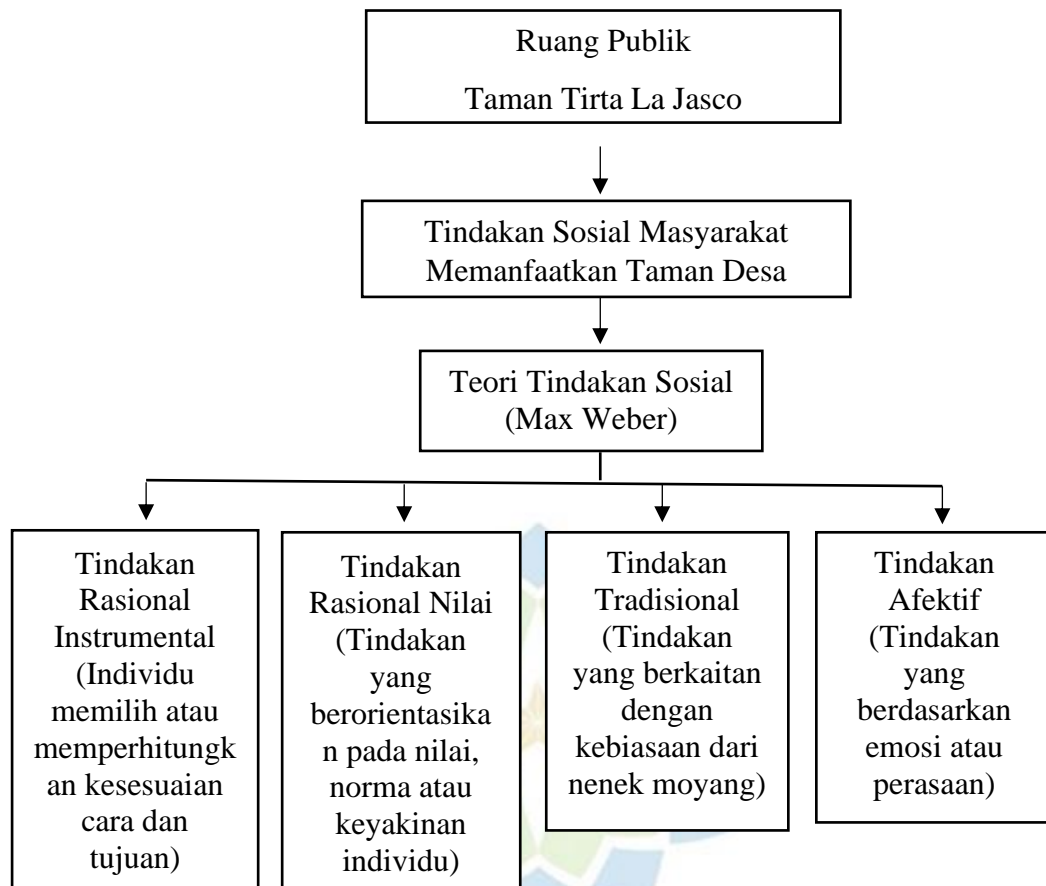 Ruang Publik
Taman Tirta La Jasco
Tindakan Sosial Masyarakat
Memanfaatkan Taman Desa
Teori Tindakan Sosial
(Max Weber)
Tindakan
Rasional
Instrumental
(Individu
memilih atau
memperhitungk
an kesesuaian
cara dan
tujuan)
Tindakan
Rasional Nilai
(Tindakan
yang
berorientasika
n pada nilai,
norma atau
keyakinan
individu)
Tindakan
Tradisional
(Tindakan
yang berkaitan
dengan
kebiasaan dari
nenek moyang)
Tindakan
Afektif
(Tindakan
yang
berdasarkan
emosi atau
perasaan)